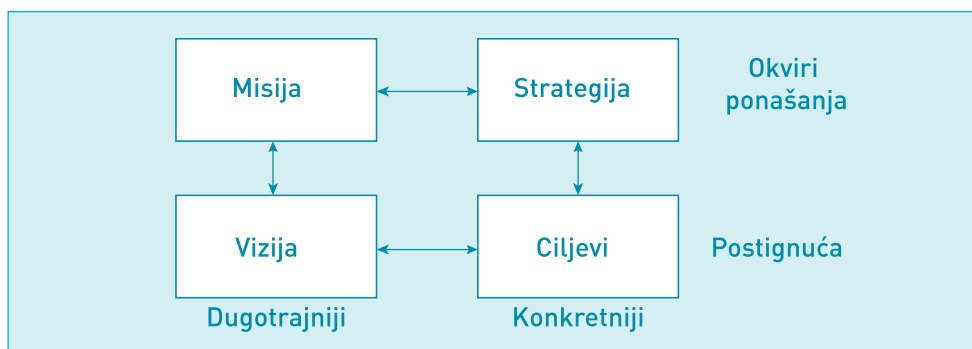 Misija
Strategija
Okviri
ponašanja
Vizija
Ciljevi
Postignuća
Dugotrajniji
Konkretniji